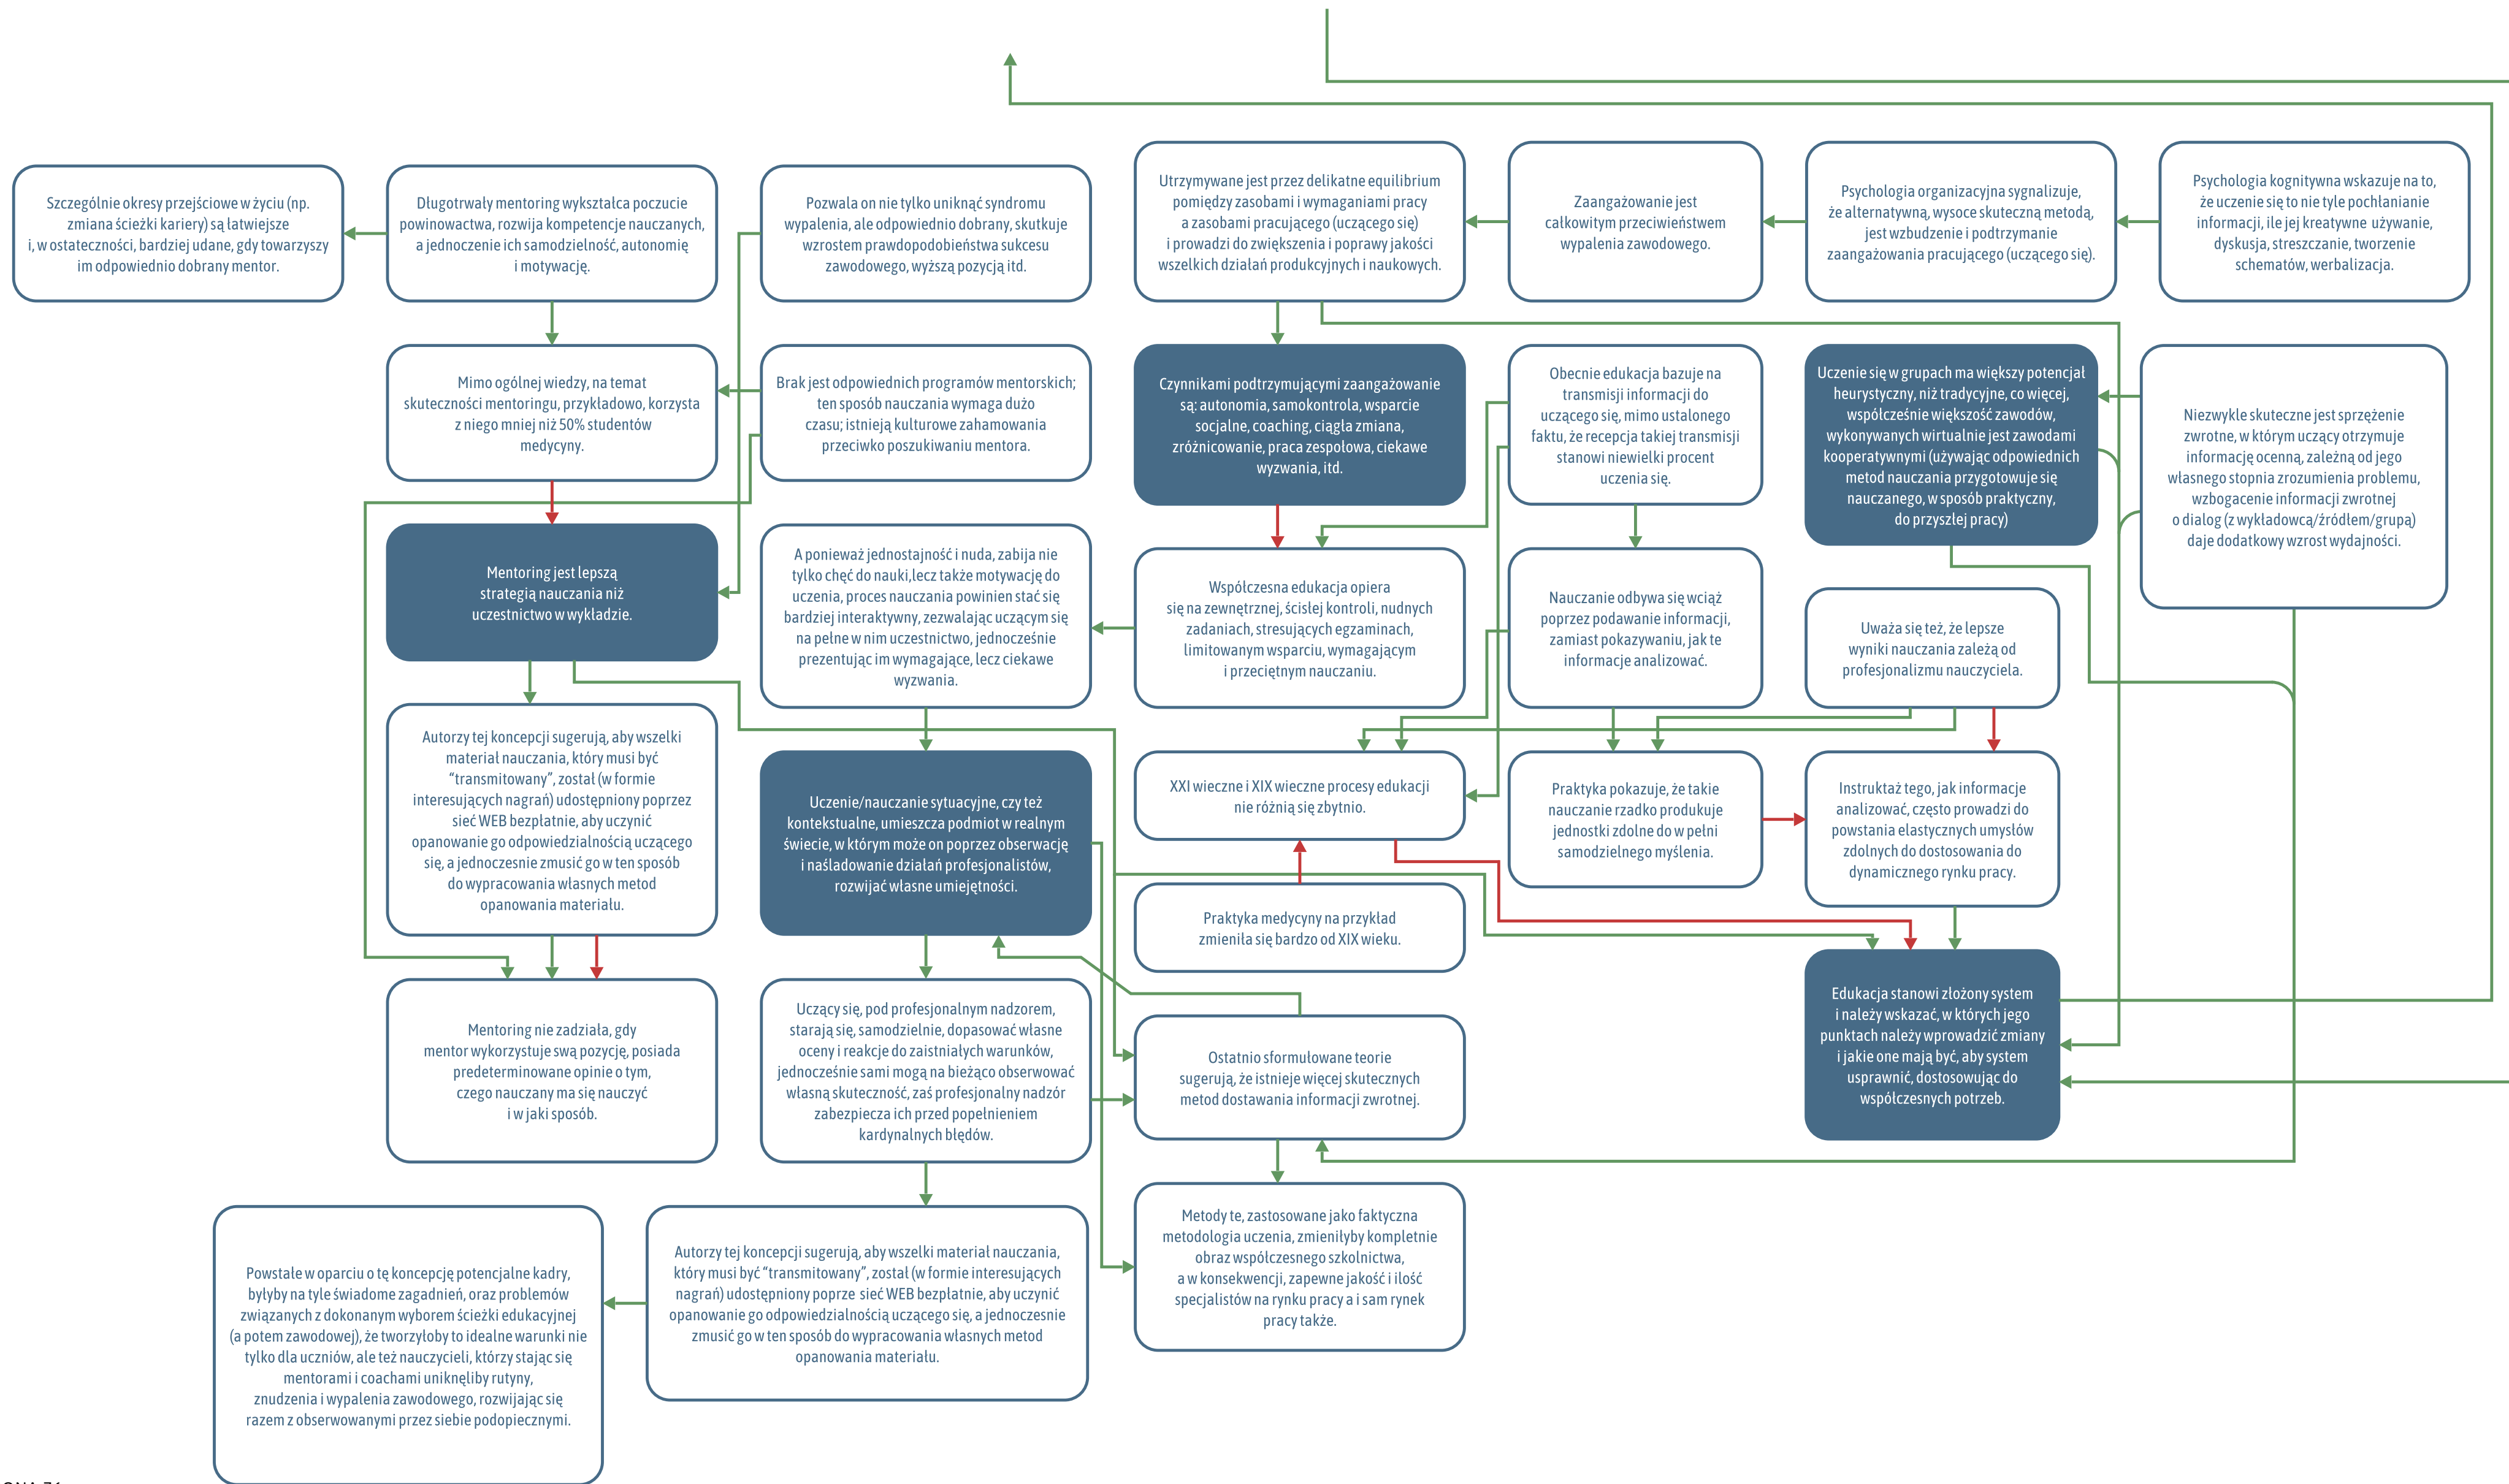 Szczególnie okresy przejściowe w życiu (np.
zmiana ścieżki kariery) są łatwiejsze
i, w ostateczności, bardziej udane, gdy towarzyszy
im odpowiednio dobrany mentor.
Długotrwały mentoring wykształca poczucie
powinowactwa, rozwija kompetencje nauczanych,
a jednoczenie ich samodzielność, autonomię
i motywację.
Pozwala on nie tylko uniknąć syndromu
wypalenia, ale odpowiednio dobrany, skutkuje
wzrostem prawdopodobieństwa sukcesu
zawodowego, wyższą pozycją itd.
Utrzymywane jest przez delikatne equilibrium
pomiędzy zasobami i wymaganiami pracy
a zasobami pracującego (uczącego się)
i prowadzi do zwiększenia i poprawy jakości
wszelkich działań produkcyjnych i naukowych.
Zaangażowanie jest
całkowitym przeciwieństwem
wypalenia zawodowego.
Psychologia organizacyjna sygnalizuje,
że alternatywną, wysoce skuteczną metodą,
jest wzbudzenie i podtrzymanie
zaangażowania pracującego (uczącego się).
Psychologia kognitywna wskazuje na to,
że uczenie się to nie tyle pochłanianie
informacji, ile jej kreatywne używanie,
dyskusja, streszczanie, tworzenie
schematów, werbalizacja.
Mimo ogólnej wiedzy, na temat
skuteczności mentoringu, przykładowo, korzysta
z niego mniej niż 50% studentów
medycyny.
Brak jest odpowiednich programów mentorskich;
ten sposób nauczania wymaga dużo
czasu; istnieją kulturowe zahamowania
przeciwko poszukiwaniu mentora.
Czynnikami podtrzymującymi zaangażowanie
są: autonomia, samokontrola, wsparcie
socjalne, coaching, ciągła zmiana,
zróżnicowanie, praca zespołowa, ciekawe
wyzwania, itd.
Obecnie edukacja bazuje na
transmisji informacji do
uczącego się, mimo ustalonego
faktu, że recepcja takiej transmisji
stanowi niewielki procent
uczenia się.
Uczenie się w grupach ma większy potencjał
heurystyczny, niż tradycyjne, co więcej,
współcześnie większość zawodów,
wykonywanych wirtualnie jest zawodami
kooperatywnymi (używając odpowiednich
metod nauczania przygotowuje się
nauczanego, w sposób praktyczny,
do przyszłej pracy)
Niezwykle skuteczne jest sprzężenie
zwrotne, w którym uczący otrzymuje
informację ocenną, zależną od jego
własnego stopnia zrozumienia problemu,
wzbogacenie informacji zwrotnej
o dialog (z wykładowcą/źródłem/grupą)
daje dodatkowy wzrost wydajności.
Mentoring jest lepszą
strategią nauczania niż
uczestnictwo w wykładzie.
A ponieważ jednostajność i nuda, zabija nie
tylko chęć do nauki,lecz także motywację do
uczenia, proces nauczania powinien stać się
bardziej interaktywny, zezwalając uczącym się
na pełne w nim uczestnictwo, jednocześnie
prezentując im wymagające, lecz ciekawe
wyzwania.
Współczesna edukacja opiera
się na zewnętrznej, ścisłej kontroli, nudnych
zadaniach, stresujących egzaminach,
limitowanym wsparciu, wymagającym
i przeciętnym nauczaniu.
Nauczanie odbywa się wciąż
poprzez podawanie informacji,
zamiast pokazywaniu, jak te
informacje analizować.
Uważa się też, że lepsze
wyniki nauczania zależą od
profesjonalizmu nauczyciela.
Autorzy tej koncepcji sugerują, aby wszelki
materiał nauczania, który musi być
“transmitowany”, został (w formie
interesujących nagrań) udostępniony poprzez
sieć WEB bezpłatnie, aby uczynić
opanowanie go odpowiedzialnością uczącego
się, a jednoczesnie zmusić go w ten sposób
do wypracowania własnych metod
opanowania materiału.
Uczenie/nauczanie sytuacyjne, czy też
kontekstualne, umieszcza podmiot w realnym
świecie, w którym może on poprzez obserwację
i naśladowanie działań profesjonalistów,
rozwijać własne umiejętności.
XXI wieczne i XIX wieczne procesy edukacji
nie różnią się zbytnio.
Praktyka pokazuje, że takie
nauczanie rzadko produkuje
jednostki zdolne do w pełni
samodzielnego myślenia.
Instruktaż tego, jak informacje
analizować, często prowadzi do
powstania elastycznych umysłów
zdolnych do dostosowania do
dynamicznego rynku pracy.
Praktyka medycyny na przykład
zmieniła się bardzo od XIX wieku.
Mentoring nie zadziała, gdy
mentor wykorzystuje swą pozycję, posiada
predeterminowane opinie o tym,
czego nauczany ma się nauczyć
i w jaki sposób.
Uczący się, pod profesjonalnym nadzorem,
starają się, samodzielnie, dopasować własne
oceny i reakcje do zaistniałych warunków,
jednocześnie sami mogą na bieżąco obserwować
własną skuteczność, zaś profesjonalny nadzór
zabezpiecza ich przed popełnieniem
kardynalnych błędów.
Ostatnio sformułowane teorie
sugerują, że istnieje więcej skutecznych
metod dostawania informacji zwrotnej.
Edukacja stanowi złożony system
i należy wskazać, w których jego
punktach należy wprowadzić zmiany
i jakie one mają być, aby system
usprawnić, dostosowując do
współczesnych potrzeb.
Metody te, zastosowane jako faktyczna
metodologia uczenia, zmieniłyby kompletnie
obraz współczesnego szkolnictwa,
a w konsekwencji, zapewne jakość i ilość
specjalistów na rynku pracy a i sam rynek
pracy także.
Powstałe w oparciu o tę koncepcję potencjalne kadry,
byłyby na tyle świadome zagadnień, oraz problemów
związanych z dokonanym wyborem ścieżki edukacyjnej
(a potem zawodowej), że tworzyłoby to idealne warunki nie
tylko dla uczniów, ale też nauczycieli, którzy stając się
mentorami i coachami uniknęliby rutyny,
znudzenia i wypalenia zawodowego, rozwijając się
razem z obserwowanymi przez siebie podopiecznymi.
Autorzy tej koncepcji sugerują, aby wszelki materiał nauczania,
który musi być “transmitowany”, został (w formie interesujących
nagrań) udostępniony poprze sieć WEB bezpłatnie, aby uczynić
opanowanie go odpowiedzialnością uczącego się, a jednoczesnie
zmusić go w ten sposób do wypracowania własnych metod
opanowania materiału.